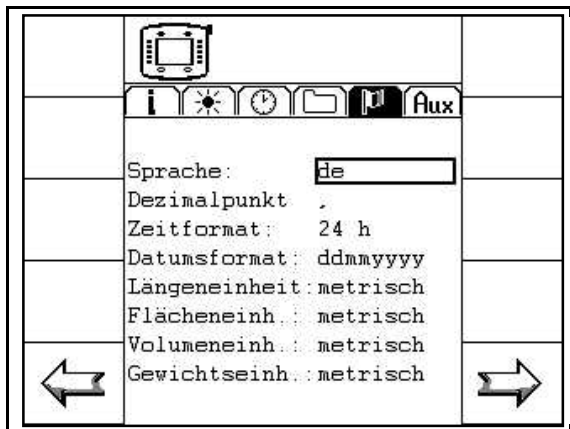 i Aux
Sprache: de
Dezimalpunkt ,
Zeitformat: 24 h
Datumsformat: ddmmyyyy
Längeneinheit:metrisch
Flächeneinh.: metrisch
Volumeneinh.: metrisch
Gewichtseinh.:metrisch